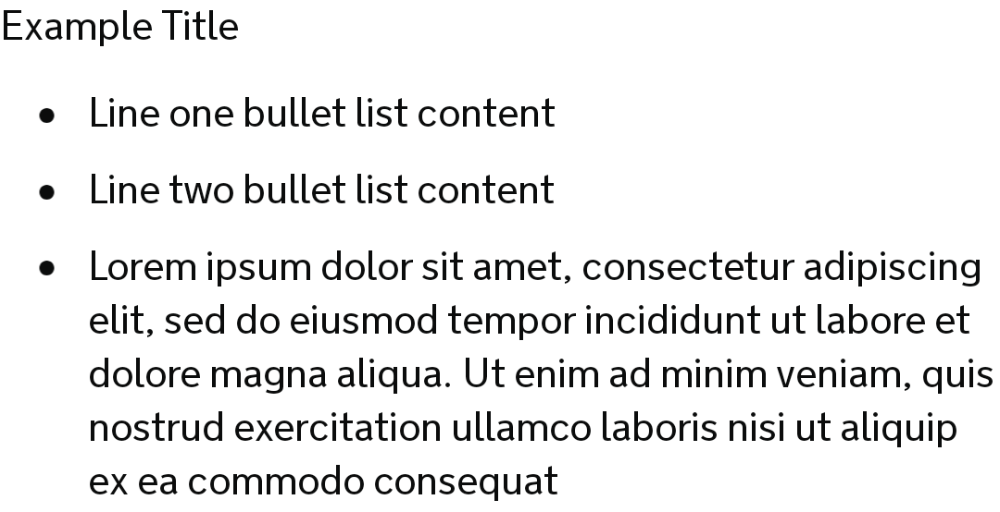 Example Title
• Line one bullet list content
• Line two bullet list content
• Lorem ipsum dolor sit amet, consectetur adipiscing
elit, sed do eiusmod tempor incididunt ut labore et
dolore magna aliqua. Ut enim ad minim veniam, quis
nostrud exercitation ullamco laboris nisi ut aliquip
ex ea commodo consequat